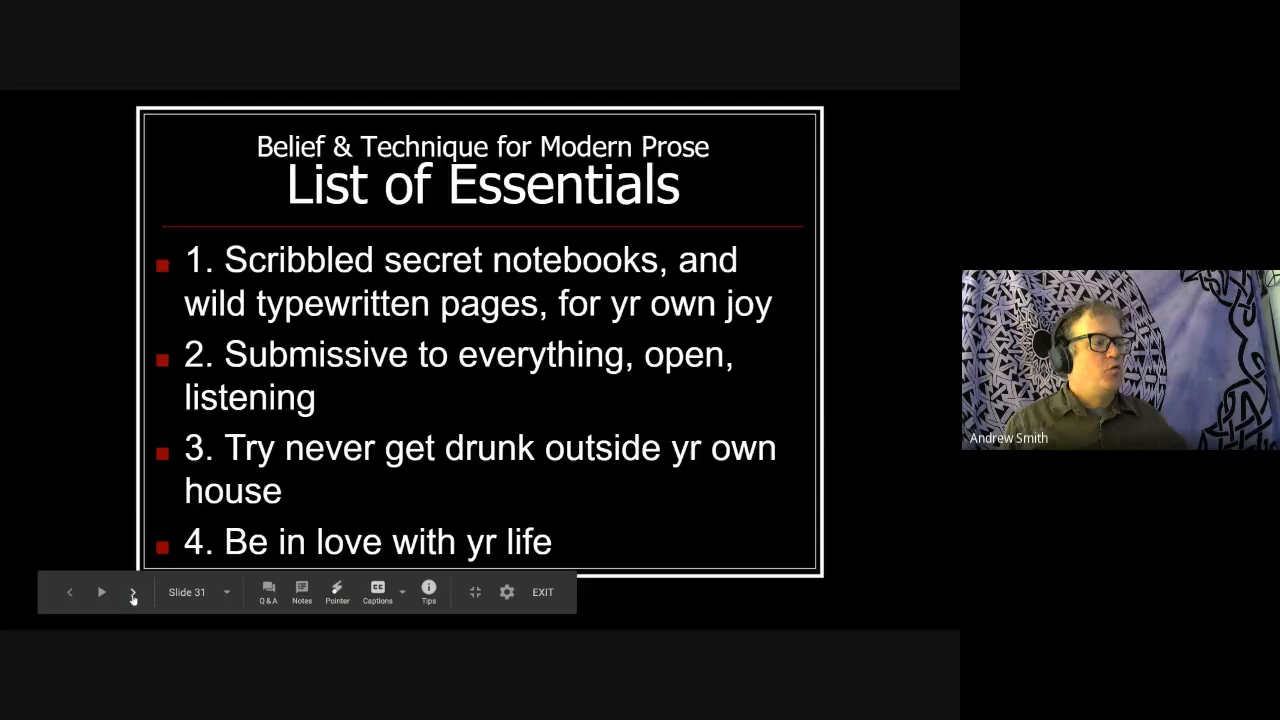 Belief & Technique for Modern Prose
List of Essentials
1. Scribbled secret notebooks, and
wild typewritten pages, for yr own joy
2. Submissive to everything, open,
listening
3. Try never get drunk outside yr own
house
4. Be in love with yr life
Slide 31
Q & A
Notes
Pointer
CC
Captions
Tips
EXIT
Andrew Smith